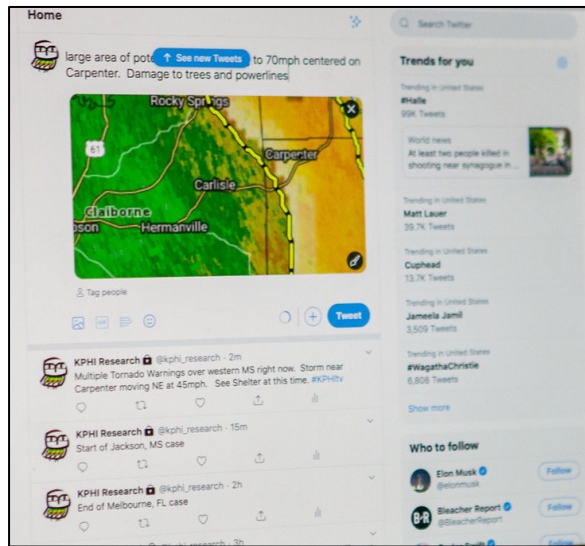 Home
large area of pote
See new Tweets
to 70mph centered on
Carpenter. Damage to trees and powerlines
Rocky Springs
61
Carpenter
Carlisle
Claiborne
pson
Hermanville
Tag people
GIF
Tweet
KPHI Research @kphi_research · 2m
Multiple Tornado Warnings over western MS right now. Storm near
Carpenter moving NE at 45mph. See Shelter at this time. #KPHItv
KPHI Research @kphi_research · 15m
Start of Jackson, MS case
KPHI Research @kphi_research · 2h
End of Melbourne, FL case
@kphi_research · 3h
Search Twitter
Trends for you
Trending in United States
#Halle
99K Tweets
World news
At least two people killed in
shooting near synagogue in ...
Trending in United States
Matt Lauer
39.7K Tweets
Trending in United States
Cuphead
13.7K Tweets
Trending in United States
Jameela Jamil
3,509 Tweets
Trending in United States
#WagathaChristie
6,808 Tweets
Show more
Who to follow
Elon Musk
@elonmusk
Follow
B/R
Bleacher Report
@BleacherReport
Follow